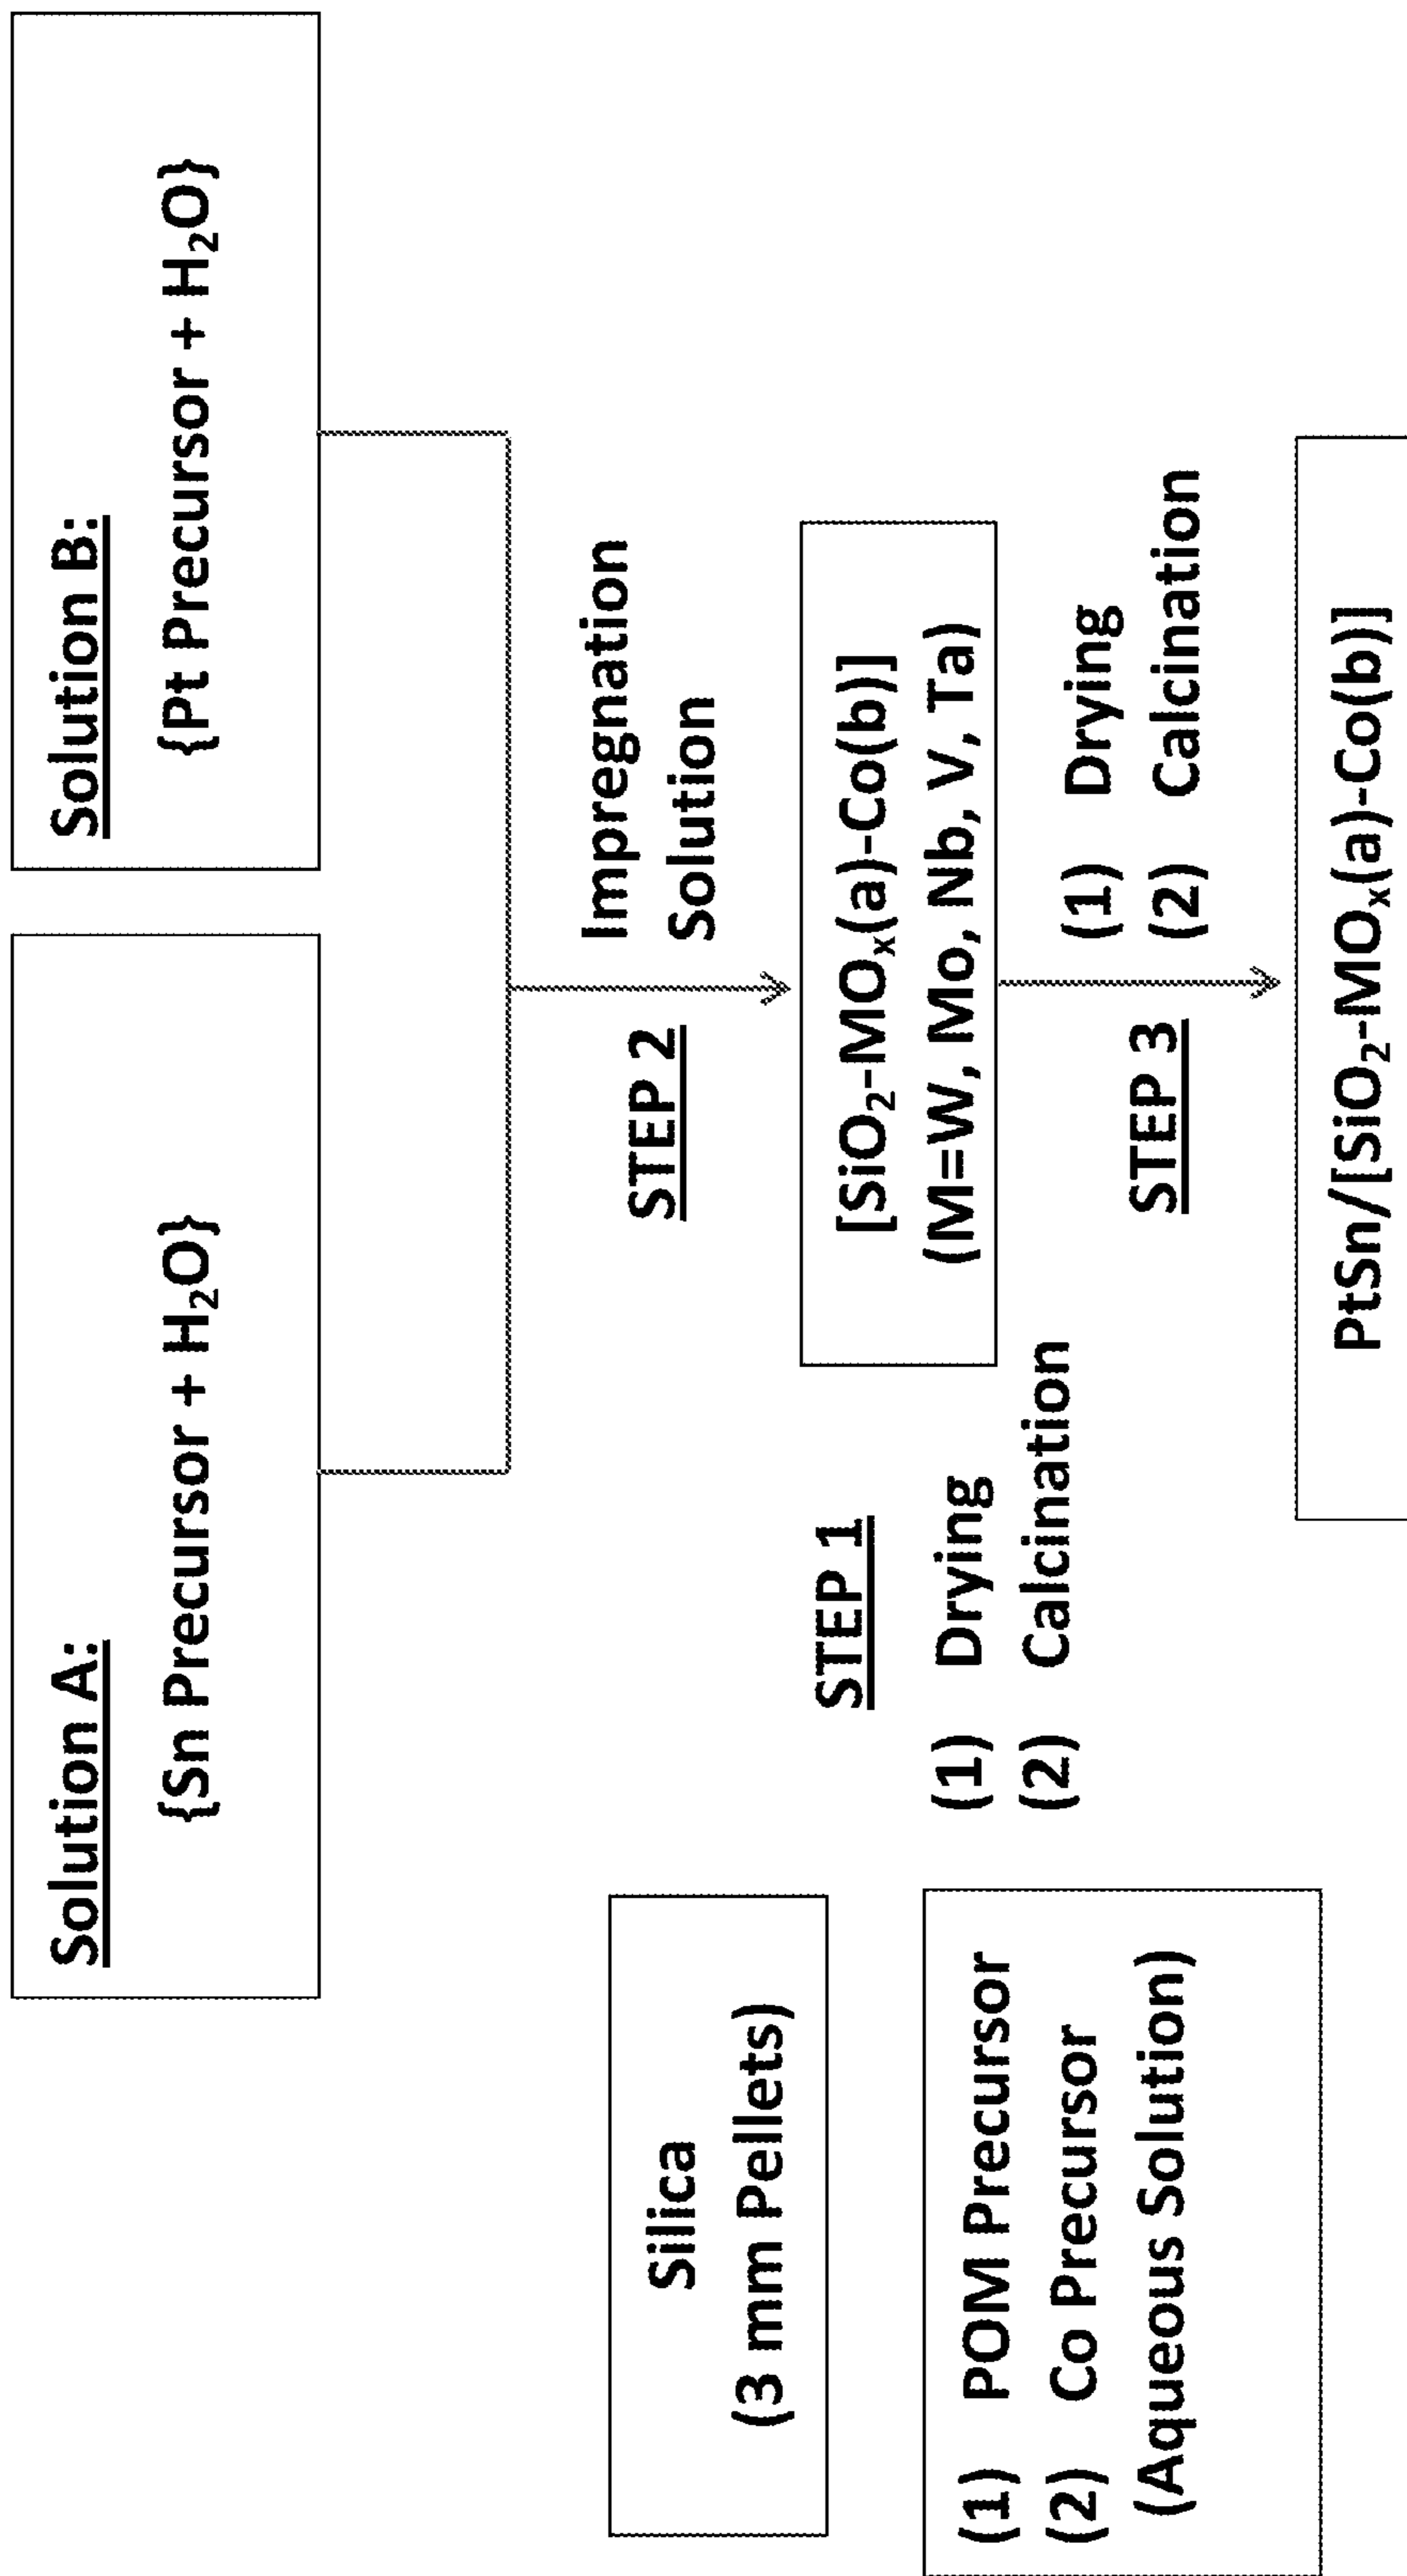 Solution A:
{Sn Precursor + H₂O}
Solution B:
{Pt Precursor + H₂O}
STEP 2
Impregnation
Solution
Silica
(3 mm Pellets)
(1) POM Precursor
(2) Co Precursor
(Aqueous Solution)
STEP 1
(1) Drying
(2) Calcination
[SiO₂-MOₓ(a)-Co(b)]
(M=W, Mo, Nb, V, Ta)
STEP 3
(1) Drying
(2) Calcination
PtSn/[SiO₂-MOₓ(a)-Co(b)]